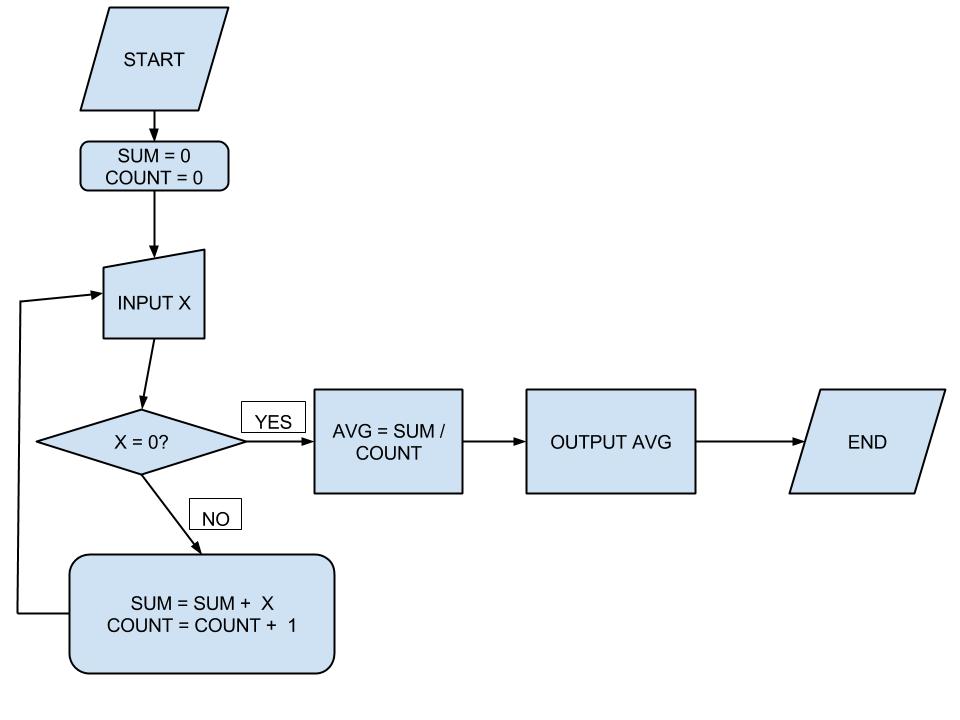 START
SUM = 0
COUNT = 0
INPUT X
X = 0?
YES
AVG = SUM /
COUNT
OUTPUT AVG
END
NO
SUM = SUM + X
COUNT = COUNT + 1